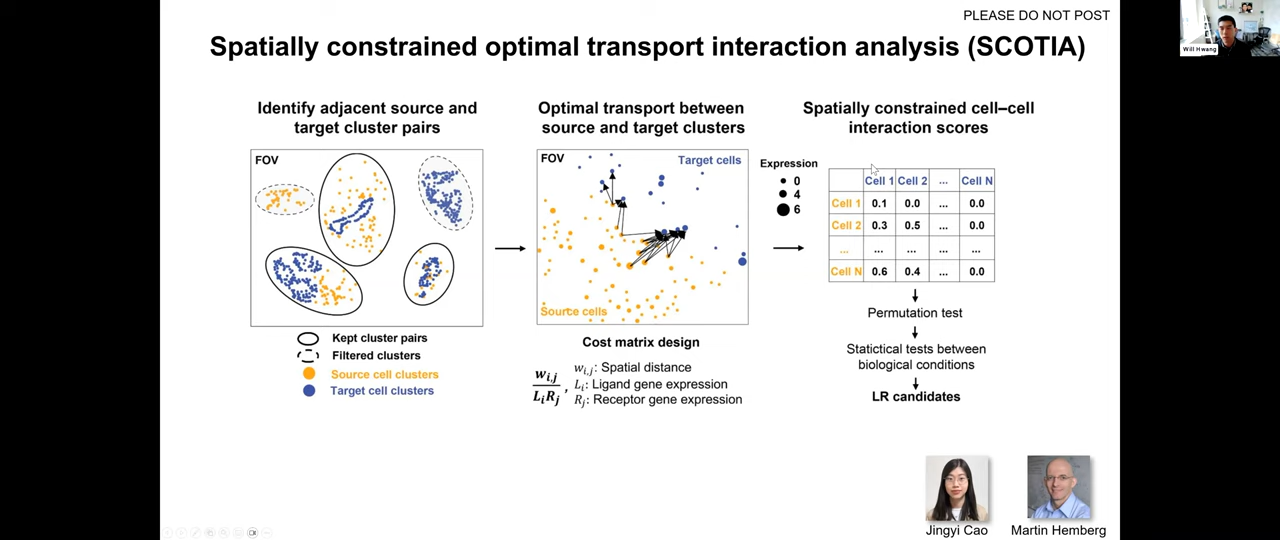 PLEASE DO NOT POST
Will Hwang
Spatially constrained optimal transport interaction analysis (SCOTIA)
Identify adjacent source and
target cluster pairs
FOV
Kept cluster pairs
Filtered clusters
Source cell clusters
Target cell clusters
Optimal transport between
source and target clusters
FOV
Target cells
Source cells
Expression
0
4
6
Cost matrix design
w_{i,j} / L_i R_j ,
w_{i,j}: Spatial distance
L_i: Ligand gene expression
R_j: Receptor gene expression
Spatially constrained cell–cell
interaction scores
Cell 1 Cell 2 ... Cell N
Cell 1 0.1 0.0 ... 0.0
Cell 2 0.3 0.5 ... 0.0
... ... ... ... ...
Cell N 0.6 0.4 ... 0.0
Permutation test
Statictical tests between
biological conditions
LR candidates
Jingyi Cao
Martin Hemberg